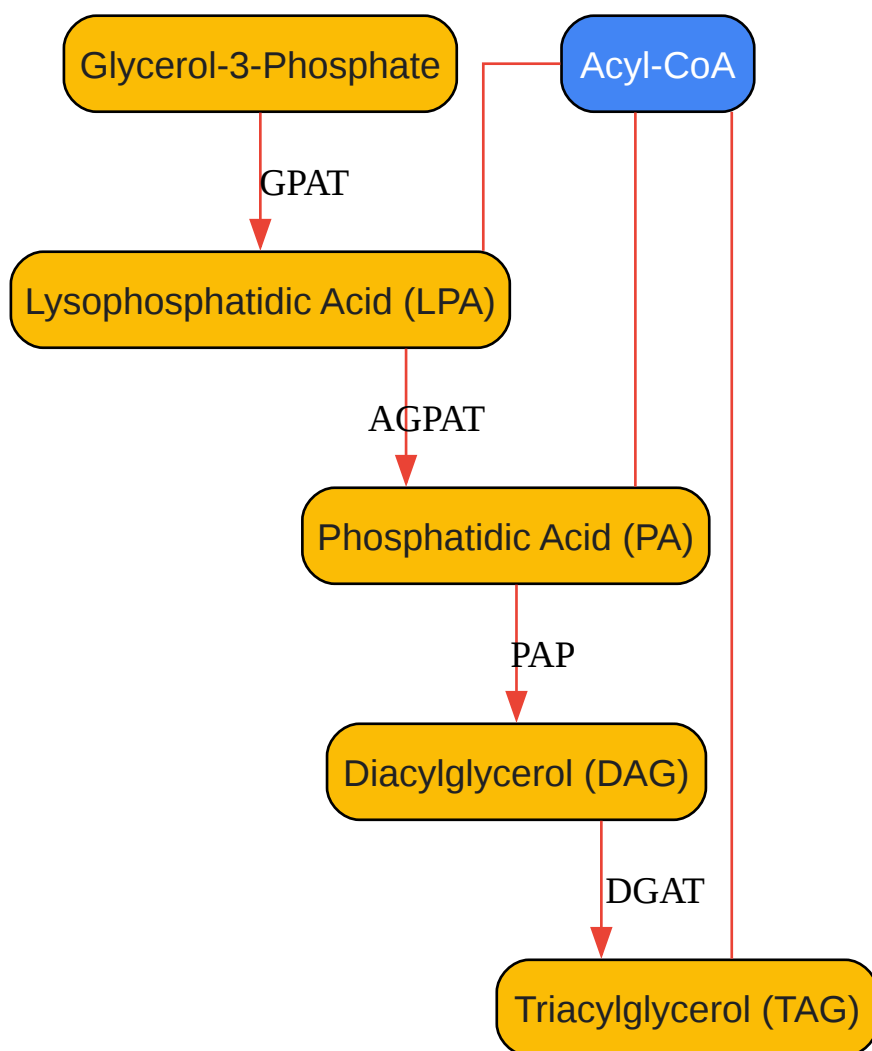 Glycerol-3-Phosphate
Acyl-CoA
GPAT
Lysophosphatidic Acid (LPA)
AGPAT
Phosphatidic Acid (PA)
PAP
Diacylglycerol (DAG)
DGAT
Triacylglycerol (TAG)